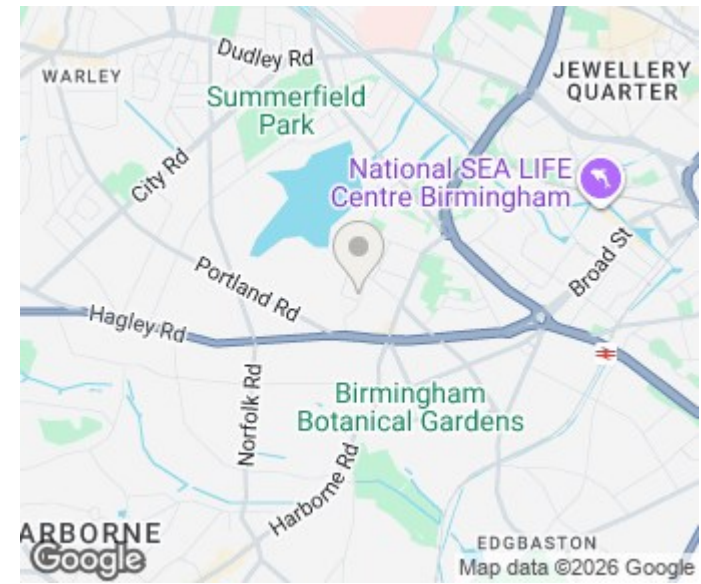 Dudley Rd
WARLEY
JEWELLERY
QUARTER
Summerfield
Park
City Rd
National SEA LIFE
Centre Birmingham
Broad St
Portland Rd
Hagley Rd
Birmingham
Botanical Gardens
Norfolk Rd
Harborne Rd
ARBORNE
EDGBASTON
Google
Map data ©2026 Google